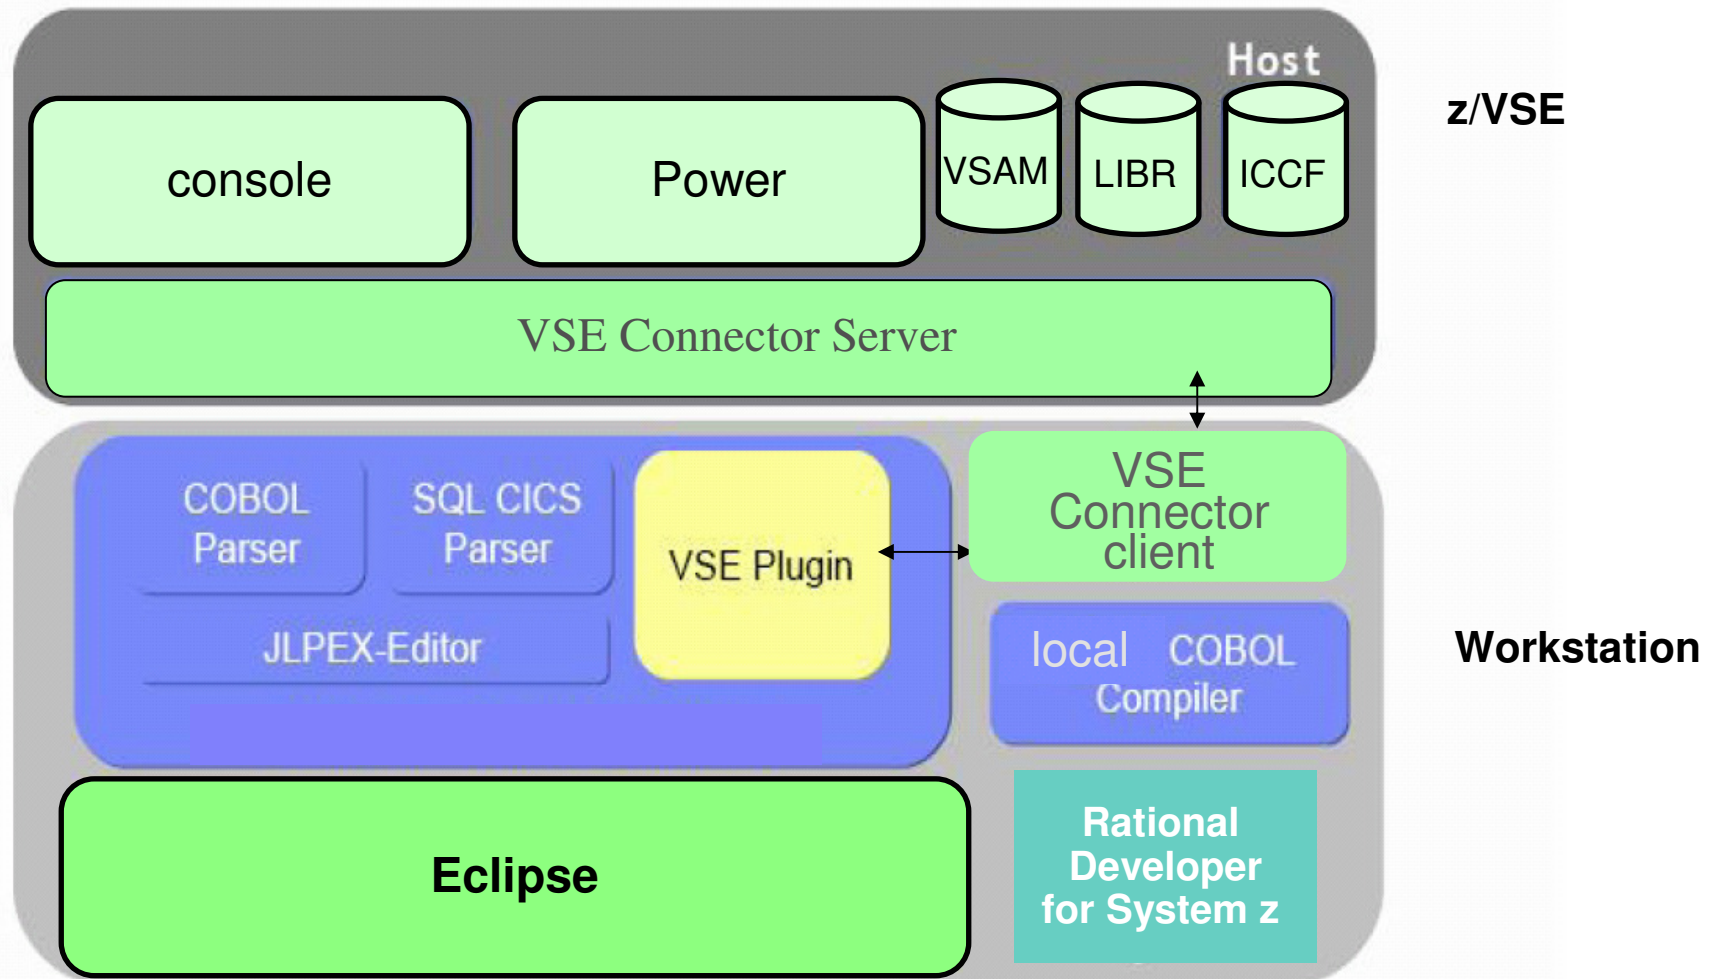 Host
z/VSE
console
Power
VSAM
LIBR
ICCF
VSE Connector Server
COBOL
Parser
SQL CICS
Parser
VSE Plugin
JLPEX-Editor
VSE
Connector
client
local COBOL
Compiler
Workstation
Eclipse
Rational
Developer
for System z